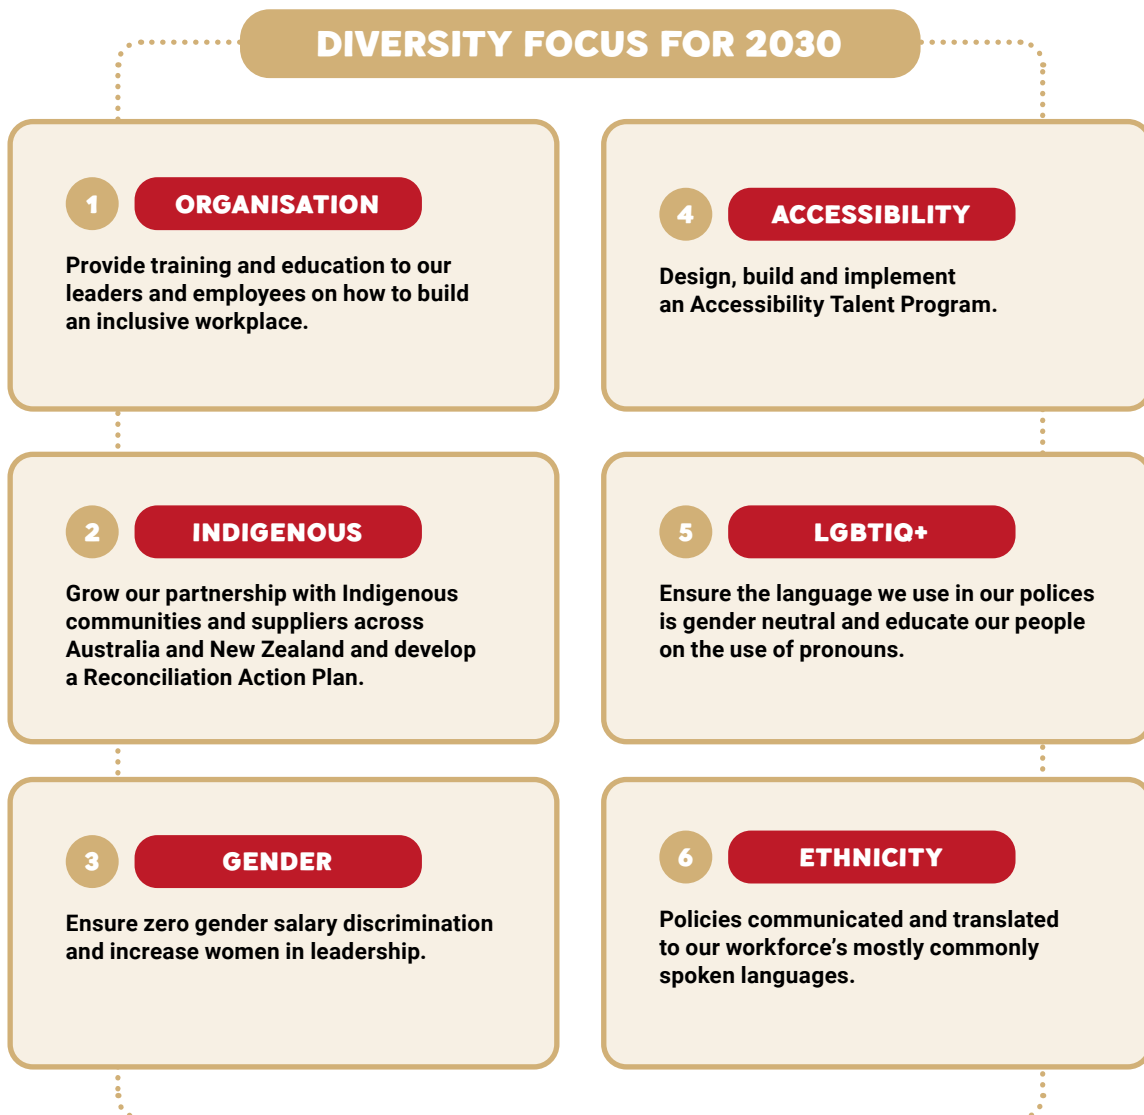 DIVERSITY FOCUS FOR 2030
1 ORGANISATION
Provide training and education to our
leaders and employees on how to build
an inclusive workplace.
2 INDIGENOUS
Grow our partnership with Indigenous
communities and suppliers across
Australia and New Zealand and develop
a Reconciliation Action Plan.
3 GENDER
Ensure zero gender salary discrimination
and increase women in leadership.
4 ACCESSIBILITY
Design, build and implement
an Accessibility Talent Program.
5 LGBTIQ+
Ensure the language we use in our polices
is gender neutral and educate our people
on the use of pronouns.
6 ETHNICITY
Policies communicated and translated
to our workforce’s mostly commonly
spoken languages.